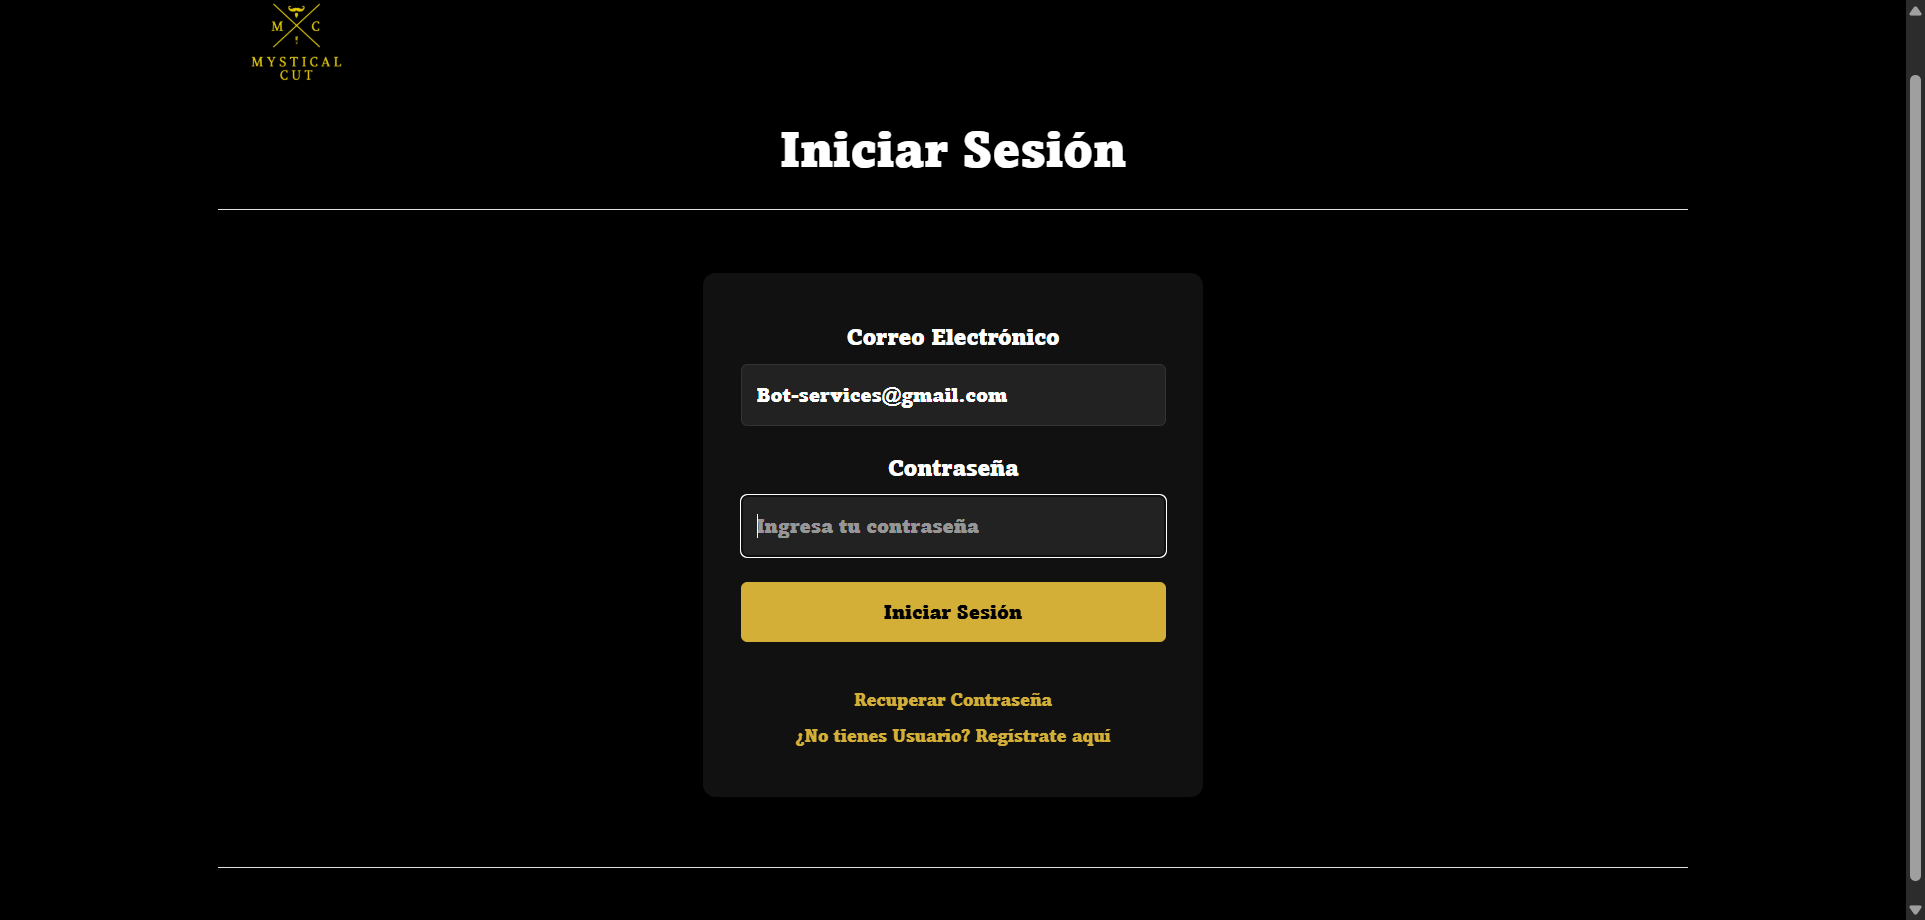 M C
MYSTICAL
CUT
Iniciar Sesión
Correo Electrónico
Bot-services@gmail.com
Contraseña
Ingresa tu contraseña
Iniciar Sesión
Recuperar Contraseña
¿No tienes Usuario? Regístrate aquí